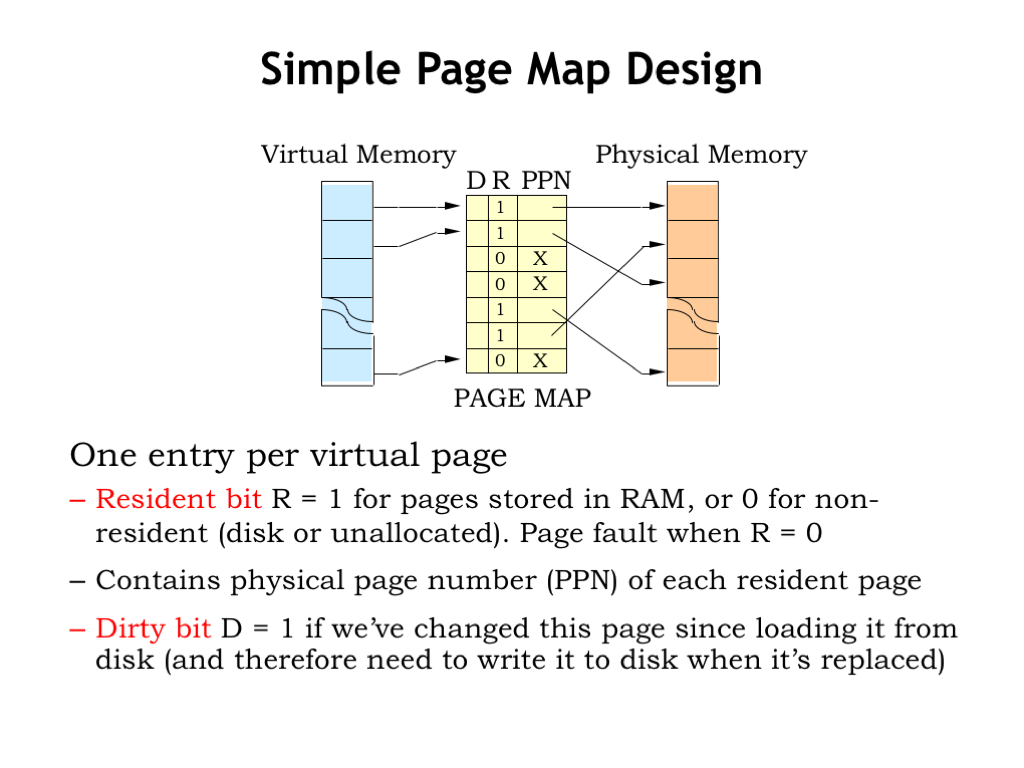 Simple Page Map Design
Virtual Memory
Physical Memory
D R PPN
1
1
0 X
0 X
1
1
0 X
PAGE MAP
One entry per virtual page
– Resident bit R = 1 for pages stored in RAM, or 0 for non-
resident (disk or unallocated). Page fault when R = 0
– Contains physical page number (PPN) of each resident page
– Dirty bit D = 1 if we’ve changed this page since loading it from
disk (and therefore need to write it to disk when it’s replaced)